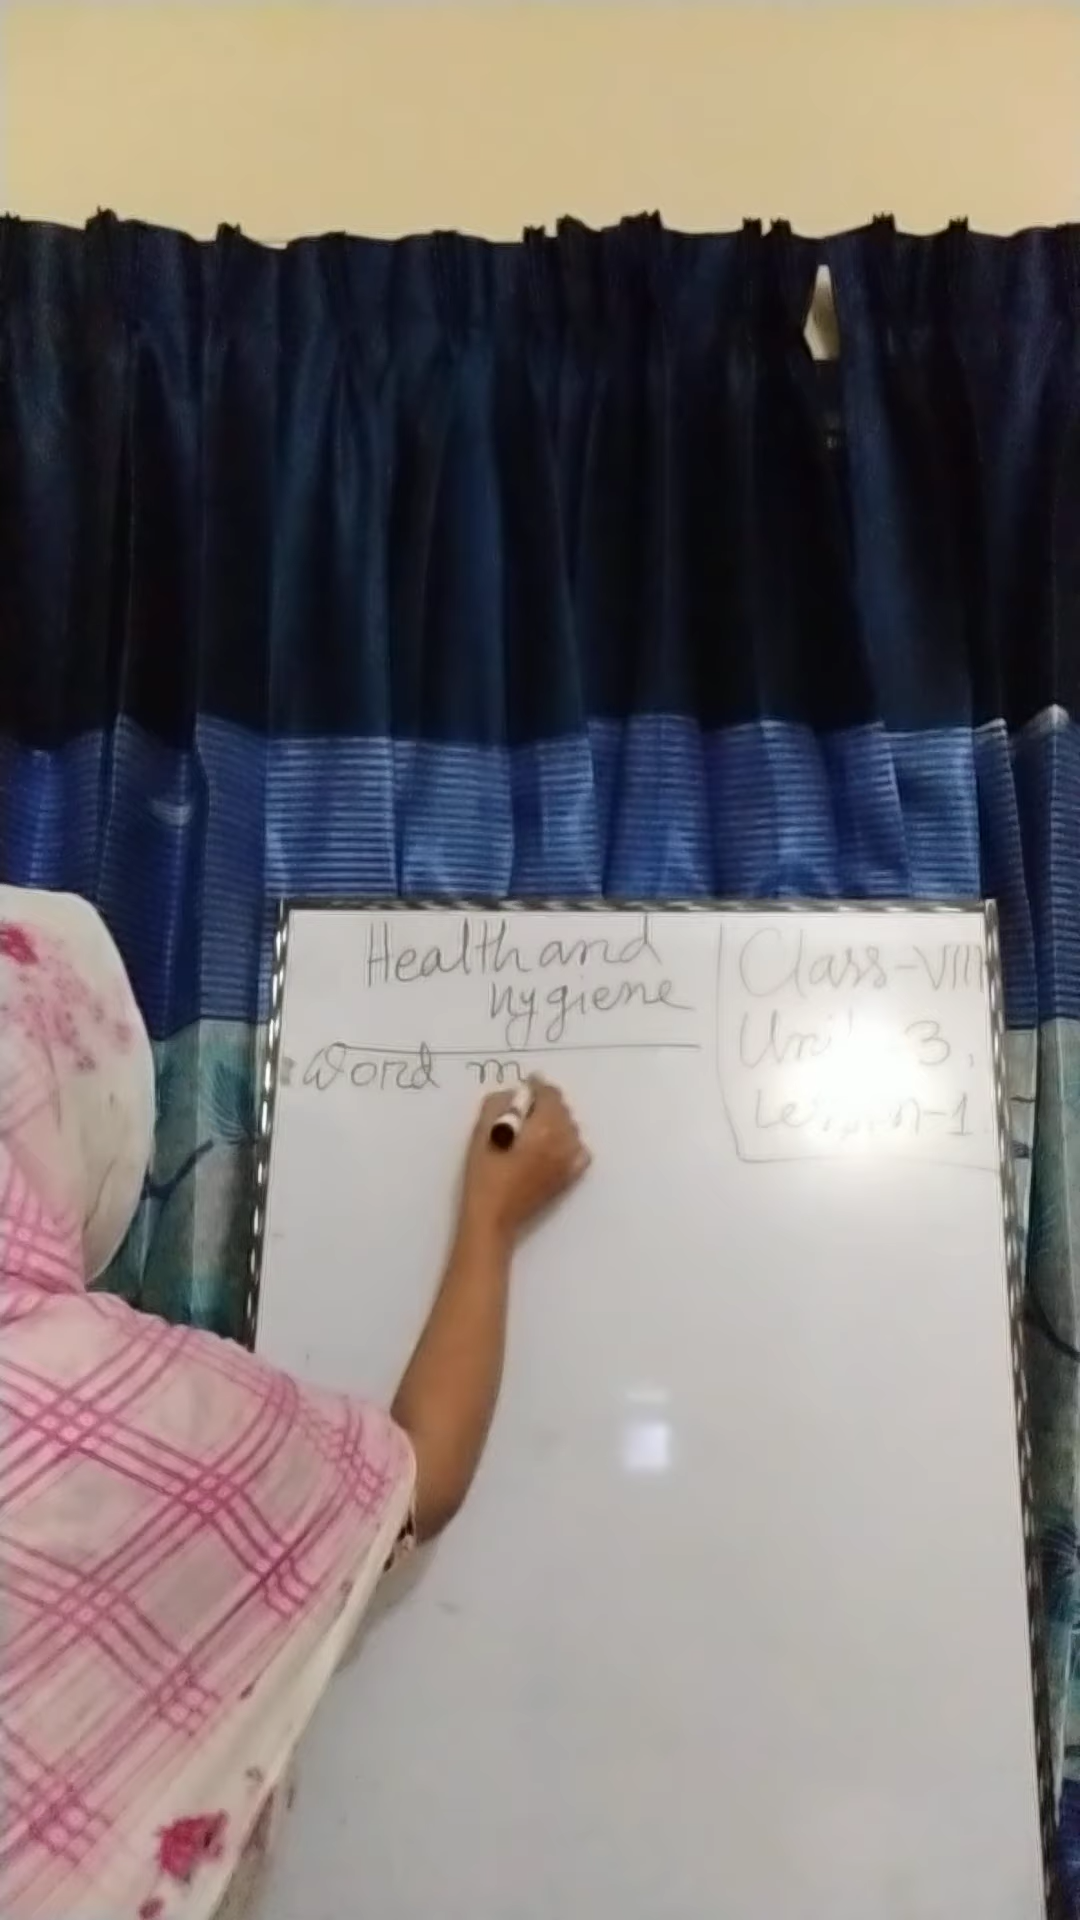 Health and
hygiene
Word m
Class-VIII
Unit 3,
Lesson-1